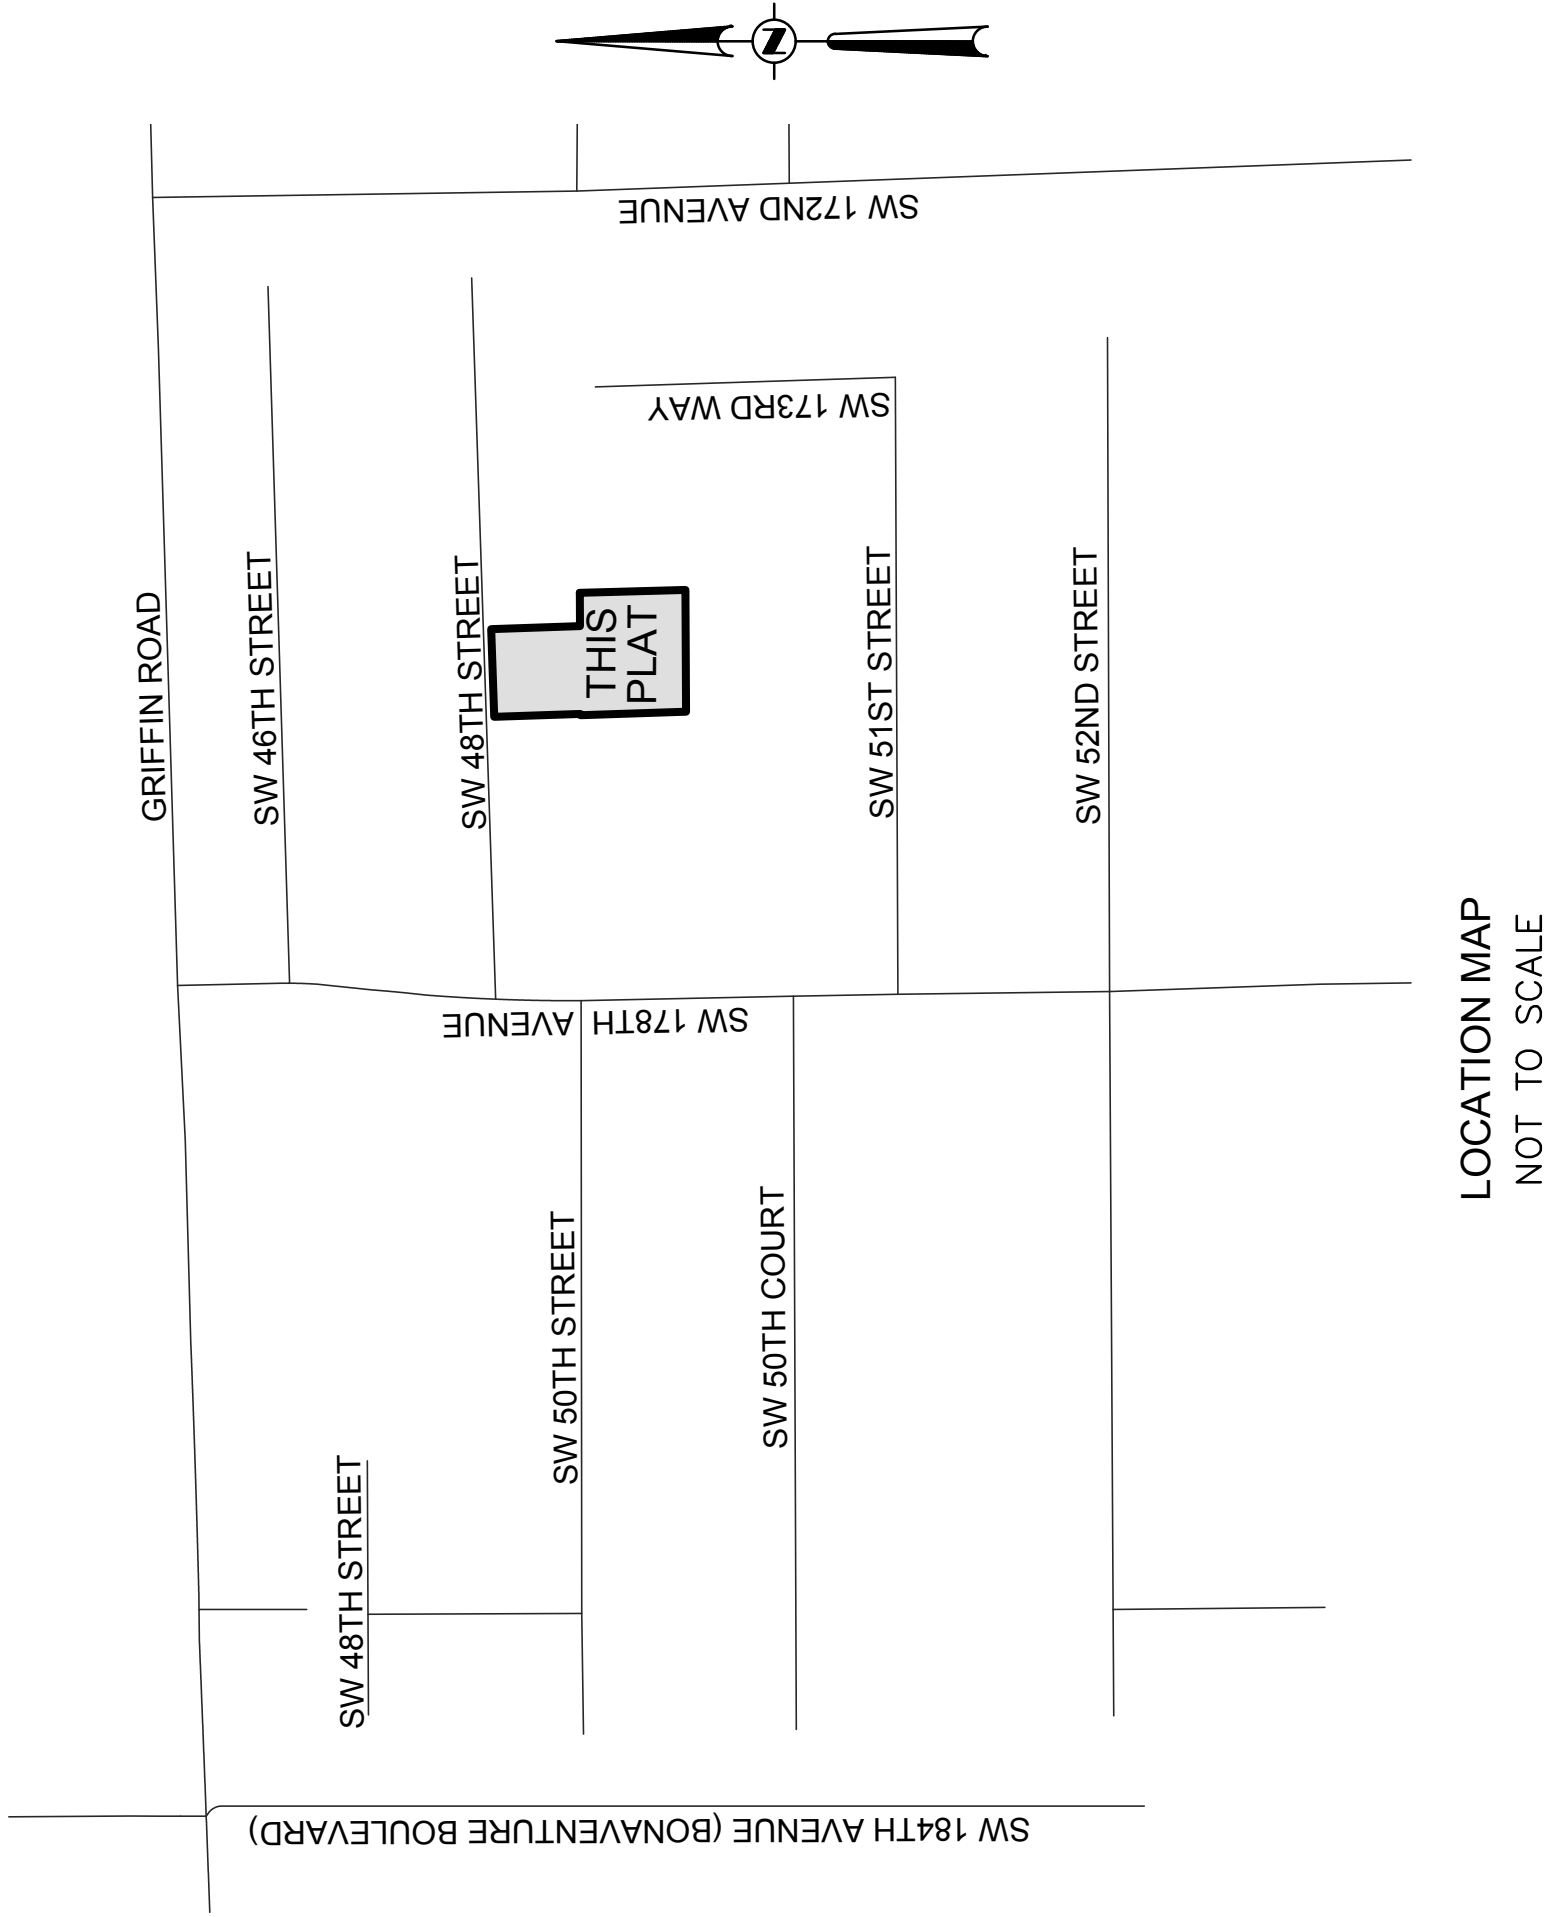 N
SW 172ND AVENUE
GRIFFIN ROAD
SW 46TH STREET
SW 48TH STREET
SW 173RD WAY
THIS
PLAT
SW 51ST STREET
SW 52ND STREET
SW 178TH AVENUE
SW 50TH STREET
SW 50TH COURT
SW 48TH STREET
SW 184TH AVENUE (BONAVENTURE BOULEVARD)
LOCATION MAP
NOT TO SCALE